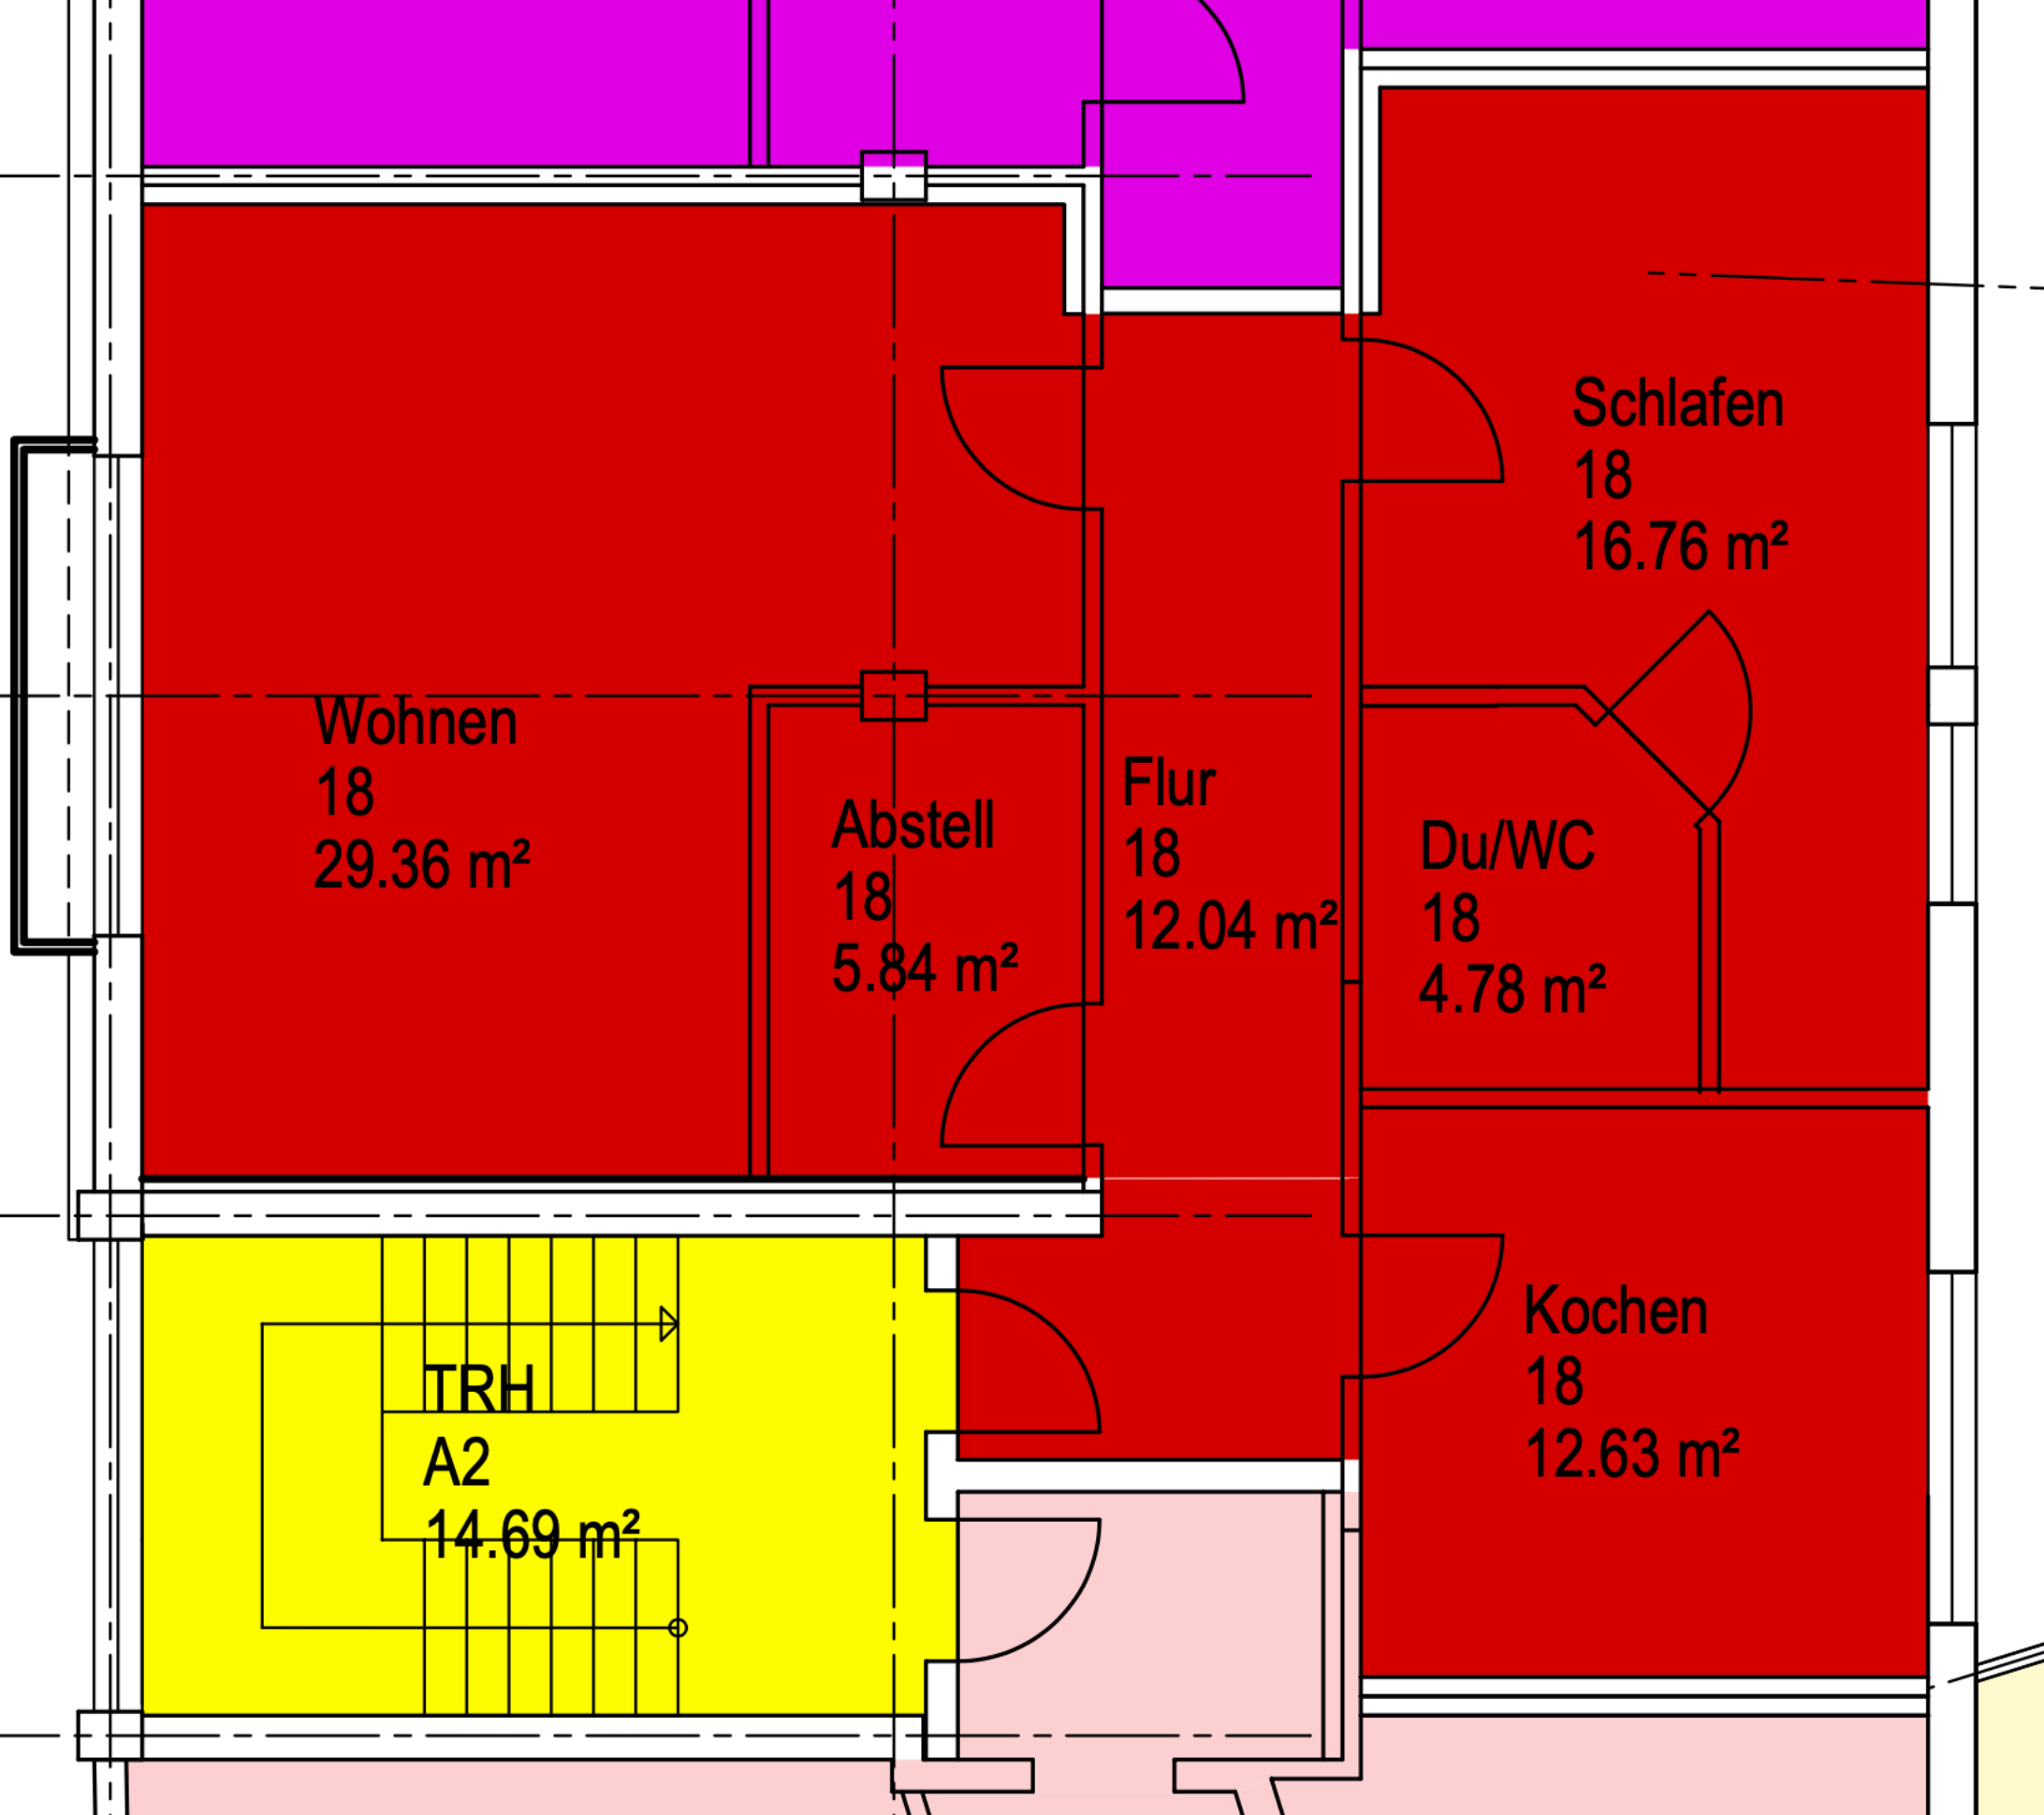 Schlafen
18
16.76 m²
Wohnen
18
29.36 m²
Abstell
18
5.84 m²
Flur
18
12.04 m²
Du/WC
18
4.78 m²
Kochen
18
12.63 m²
TRH
A2
14.69 m²